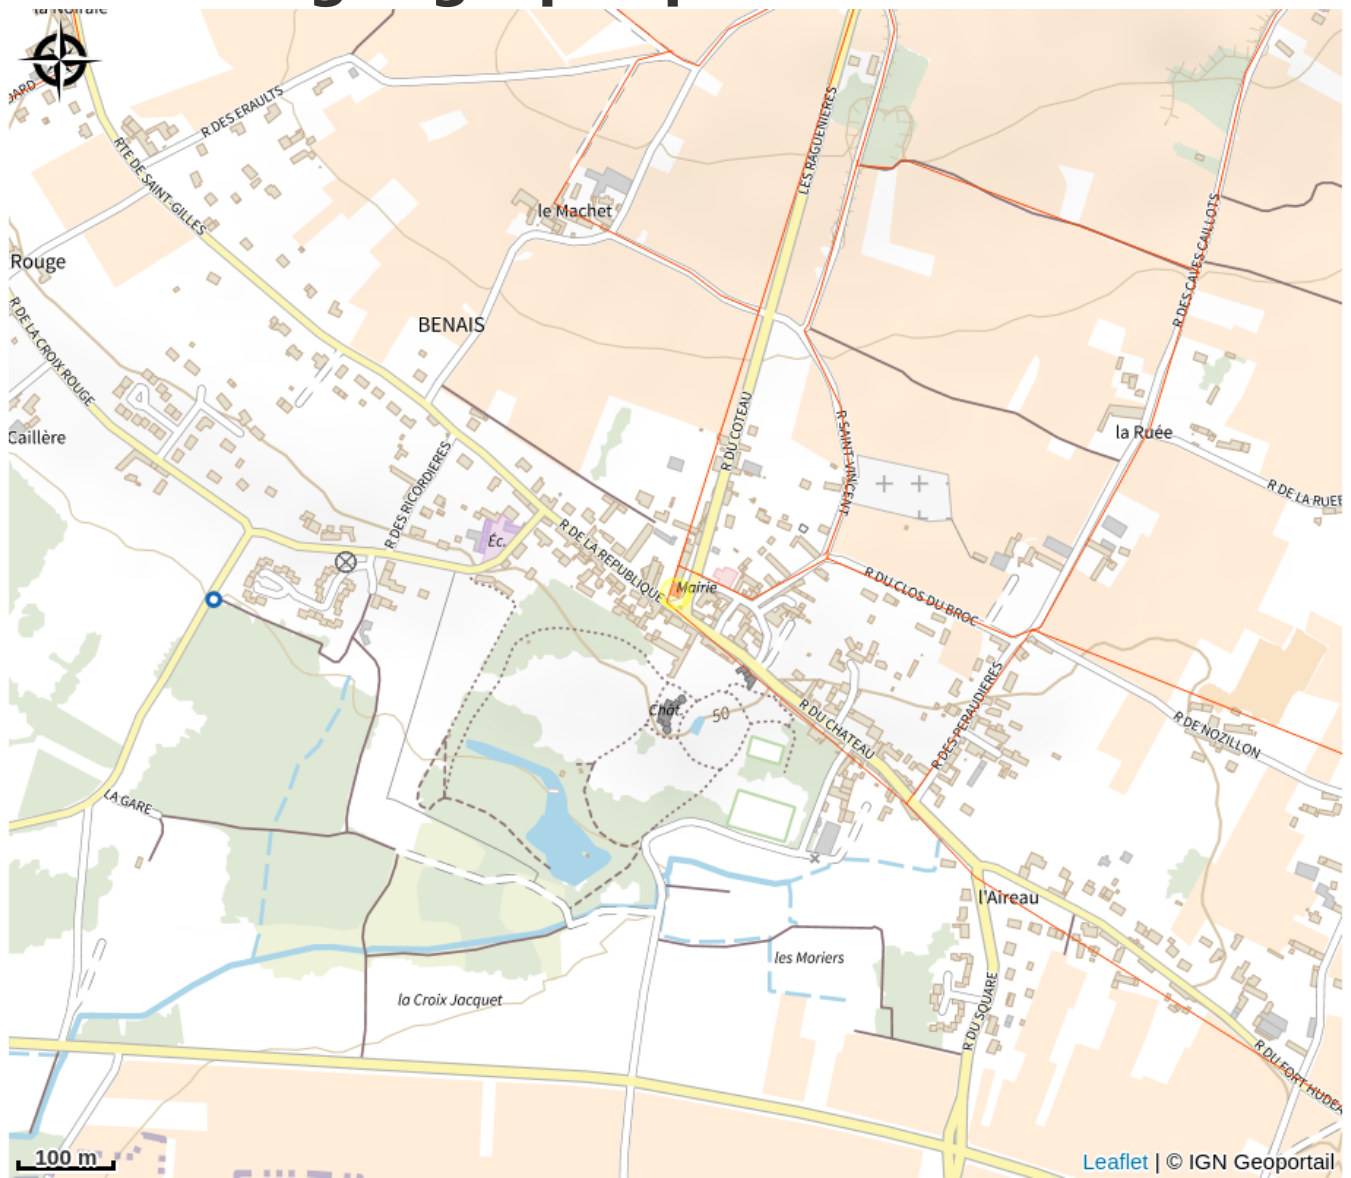 R DES ERAULTS
RTE DE SAINT-GILLES
LES RAGUENIERES
le Machet
R DES CAVES CAILLOTS
Rouge
R DE LA CROIX ROUGE
BENAIS
R DU COTEAU
R SAINT-VINCENT
la Ruée
Caillère
R DES RICORDIERES
R DE LA RUEE
Éc.
R DE LA REPUBLIQUE
Mairie
R DU CLOS DU BROC
Chât.
50
R DU CHATEAU
R DES PERAUDIERES
R DE NOZILLON
LA GARE
l'Aireau
les Moriers
la Croix Jacquet
R DU SQUARE
R DU FORT HUDEA
100 m
Leaflet | © IGN Geoportail